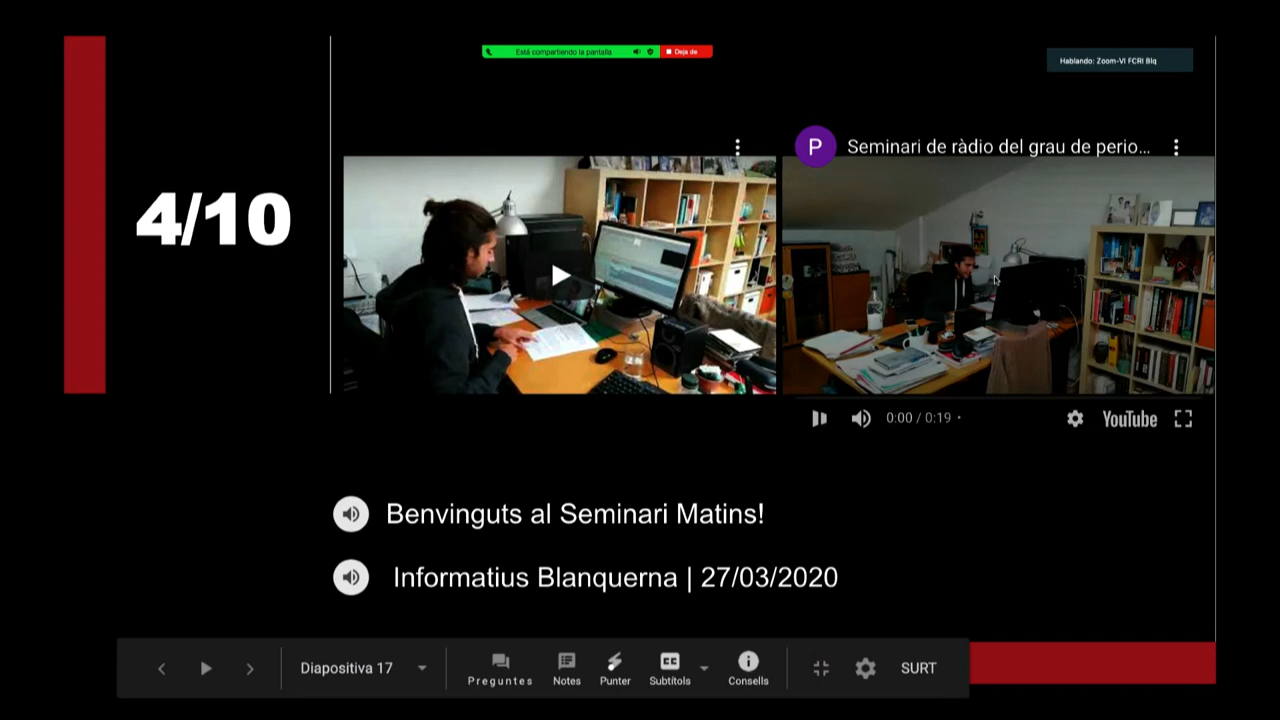 Está compartiendo la pantalla
Deja de
Hablando: Zoom-VI FCRI Blq
P
Seminari de ràdio del grau de perio...
4/10
0:00 / 0:19 •
YouTube
Benvinguts al Seminari Matins!
Informatius Blanquerna | 27/03/2020
Diapositiva 17
Preguntes
Notes
Punter
CC
Subtítols
Consells
SURT